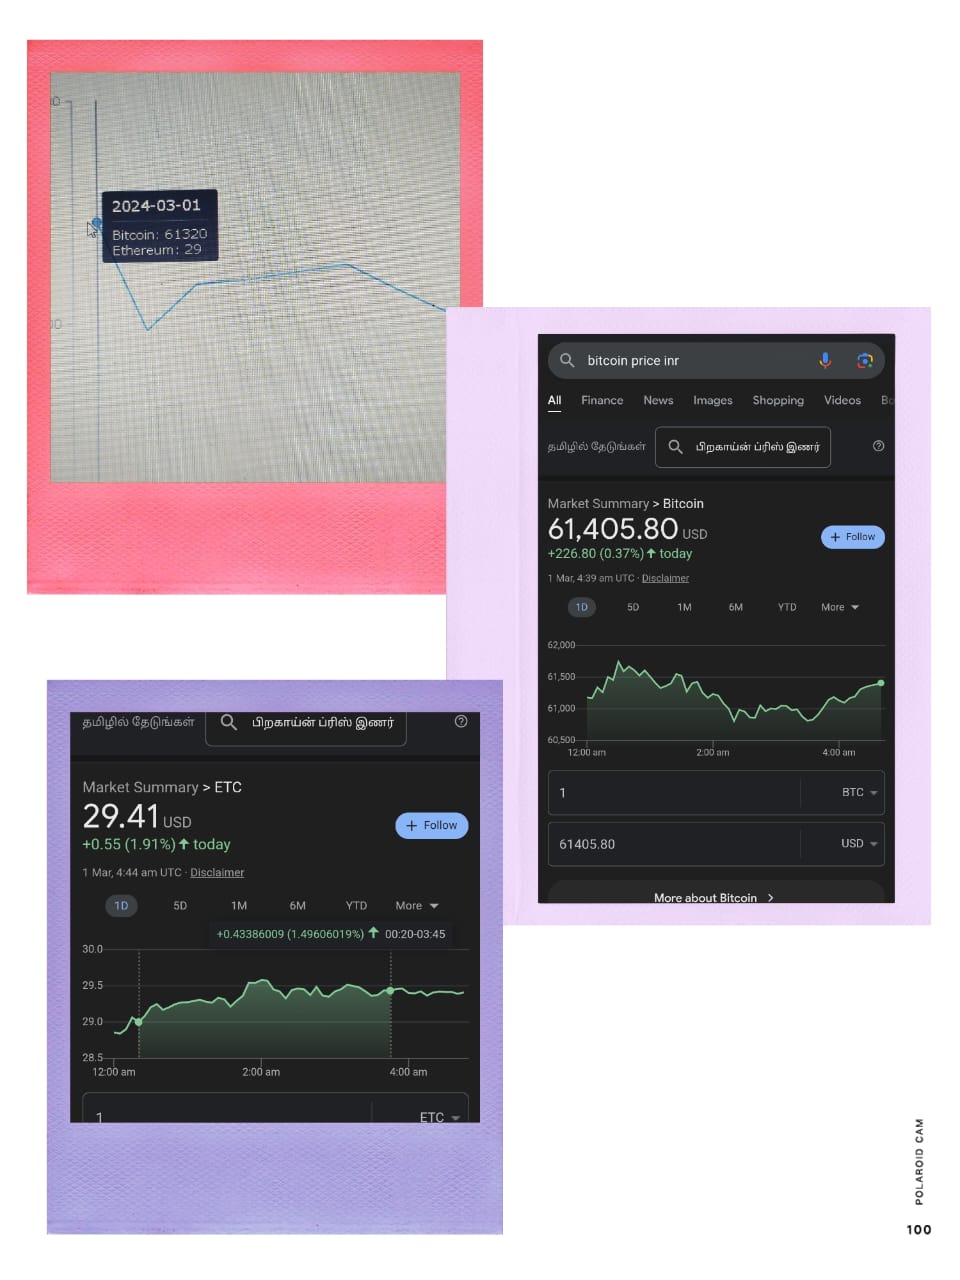 2024-03-01
Bitcoin: 61320
Ethereum: 29
bitcoin price inr
All Finance News Images Shopping Videos Bo
தமிழில் தேடுங்கள் பிறகாய்ன் ப்ரிஸ் இணர்
Market Summary > Bitcoin
61,405.80 USD
+226.80 (0.37%) ↑ today
+ Follow
1 Mar, 4:39 am UTC · Disclaimer
1D 5D 1M 6M YTD More
62,000
61,500
61,000
60,500
12:00 am 2:00 am 4:00 am
1 BTC
61405.80 USD
More about Bitcoin >
தமிழில் தேடுங்கள் பிறகாய்ன் ப்ரிஸ் இணர்
Market Summary > ETC
29.41 USD
+0.55 (1.91%) ↑ today
+ Follow
1 Mar, 4:44 am UTC · Disclaimer
1D 5D 1M 6M YTD More
+0.43386009 (1.49606019%) ↑ 00:20-03:45
30.0
29.5
29.0
28.5
12:00 am 2:00 am 4:00 am
1 ETC
POLAROID CAM
100